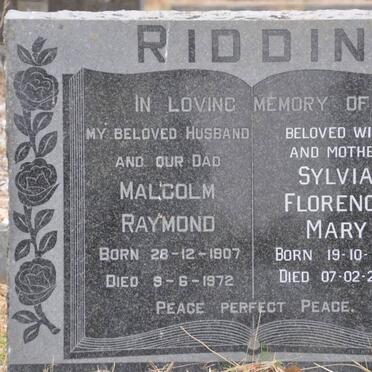 RIDDIN
IN LOVING MEMORY OF
MY BELOVED HUSBAND
AND OUR DAD
MALCOLM
RAYMOND
BORN 28-12-1907
DIED 9-6-1972
BELOVED WI
AND MOTHE
SYLVIA
FLORENC
MARY
BORN 19-10-
DIED 07-02-2
PEACE PERFECT PEACE.